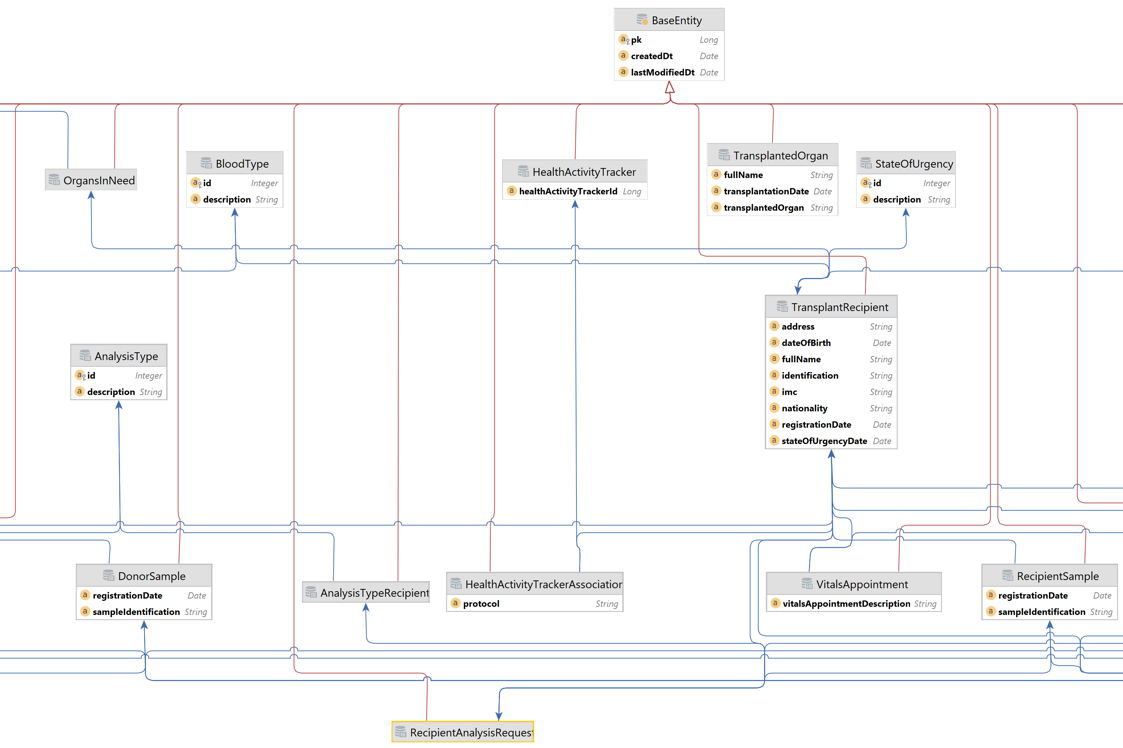 BaseEntity
pk Long
createdDt Date
lastModifiedDt Date
OrgansInNeed
BloodType
id Integer
description String
HealthActivityTracker
healthActivityTrackerId Long
TransplantedOrgan
fullName String
transplantationDate Date
transplantedOrgan String
StateOfUrgency
id Integer
description String
TransplantRecipient
address String
dateOfBirth Date
fullName String
identification String
imc String
nationality String
registrationDate Date
stateOfUrgencyDate Date
AnalysisType
id Integer
description String
DonorSample
registrationDate Date
sampleIdentification String
AnalysisTypeRecipient
HealthActivityTrackerAssociation
protocol String
VitalsAppointment
vitalsAppointmentDescription String
RecipientSample
registrationDate Date
sampleIdentification String
RecipientAnalysisRequest